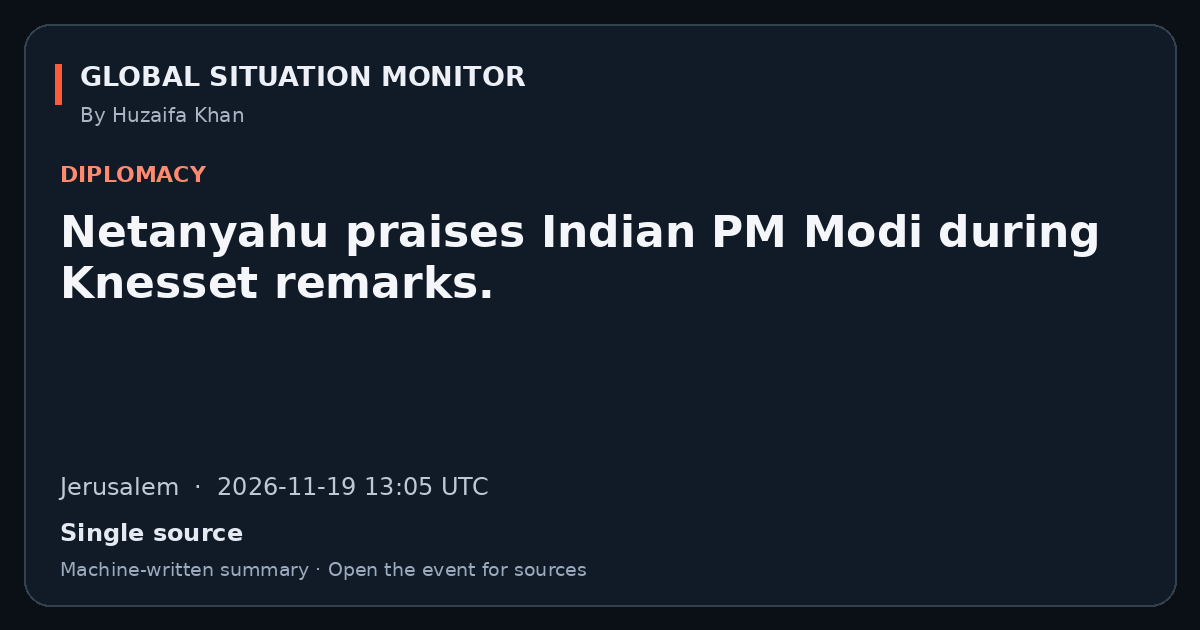 GLOBAL SITUATION MONITOR
By Huzaifa Khan
DIPLOMACY
Netanyahu praises Indian PM Modi during
Knesset remarks.
Jerusalem · 2026-11-19 13:05 UTC
Single source
Machine-written summary · Open the event for sources